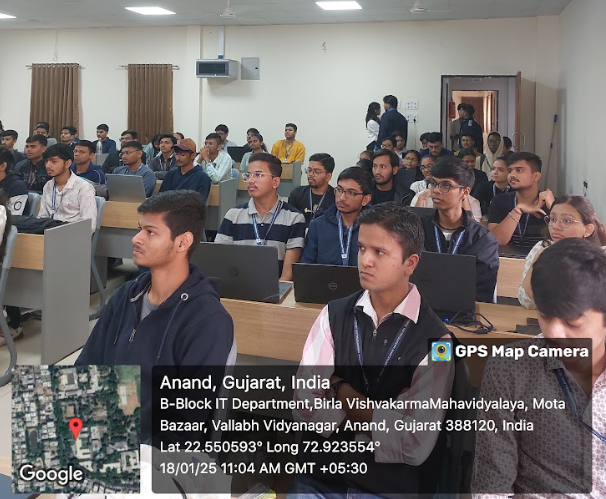 GPS Map Camera
Anand, Gujarat, India
B-Block IT Department,Birla VishvakarmaMahavidyalaya, Mota
Bazaar, Vallabh Vidyanagar, Anand, Gujarat 388120, India
Lat 22.550593° Long 72.923554°
18/01/25 11:04 AM GMT +05:30
Google